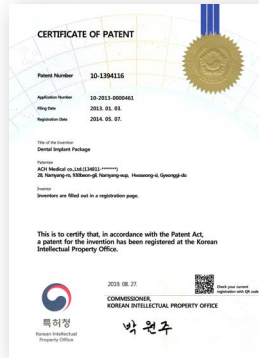 CERTIFICATE OF PATENT
Patent Number 10-1394116
Application Number 10-2013-0000461
Filing Date 2013. 01. 03.
Registration Date 2014. 05. 07.
Title of the Invention
Dental Implant Package
Patentee
ACH Medical co.,Ltd.(134811-*******)
28, Namyang-ro, 930beon-gil, Namyang-eup, Hwaseong-si, Gyeonggi-do
Inventor
Inventors are filled out in a registration page.
This is to certify that, in accordance with the Patent Act,
a patent for the invention has been registered at the Korean
Intellectual Property Office.
2019. 08. 27.
Check your current
registration with QR code
COMMISSIONER,
KOREAN INTELLECTUAL PROPERTY OFFICE
특허청
Korean Intellectual
Property Office
박원주